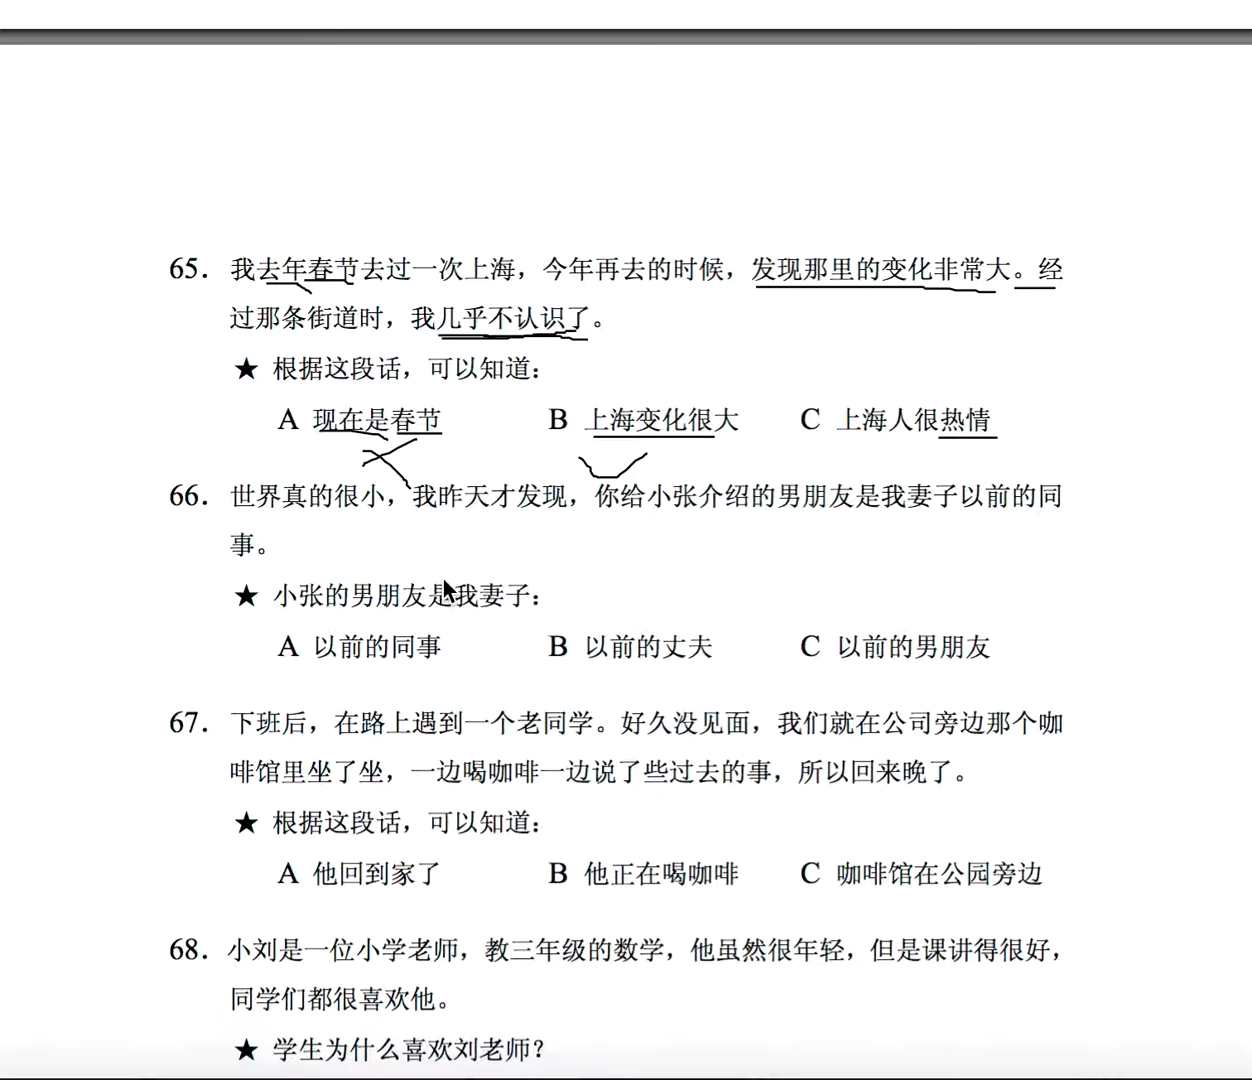 65. 我去年春节去过一次上海，今年再去的时候，发现那里的变化非常大。经
过那条街道时，我几乎不认识了。
★ 根据这段话，可以知道：
A 现在是春节 B 上海变化很大 C 上海人很热情
66. 世界真的很小，我昨天才发现，你给小张介绍的男朋友是我妻子以前的同
事。
★ 小张的男朋友是我妻子：
A 以前的同事 B 以前的丈夫 C 以前的男朋友
67. 下班后，在路上遇到一个老同学。好久没见面，我们就在公司旁边那个咖
啡馆里坐了坐，一边喝咖啡一边说了些过去的事，所以回来晚了。
★ 根据这段话，可以知道：
A 他回到家了 B 他正在喝咖啡 C 咖啡馆在公园旁边
68. 小刘是一位小学老师，教三年级的数学，他虽然很年轻，但是课讲得很好，
同学们都很喜欢他。
★ 学生为什么喜欢刘老师？